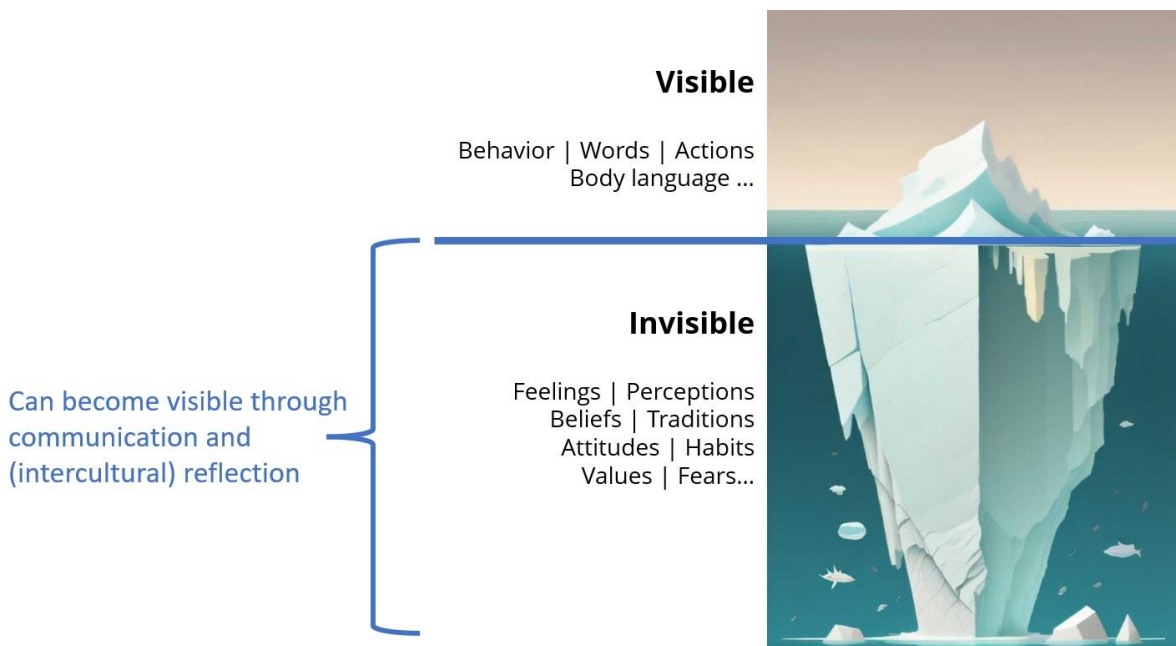 Visible
Behavior | Words | Actions
Body language ...
Invisible
Feelings | Perceptions
Beliefs | Traditions
Attitudes | Habits
Values | Fears...
Can become visible through
communication and
(intercultural) reflection